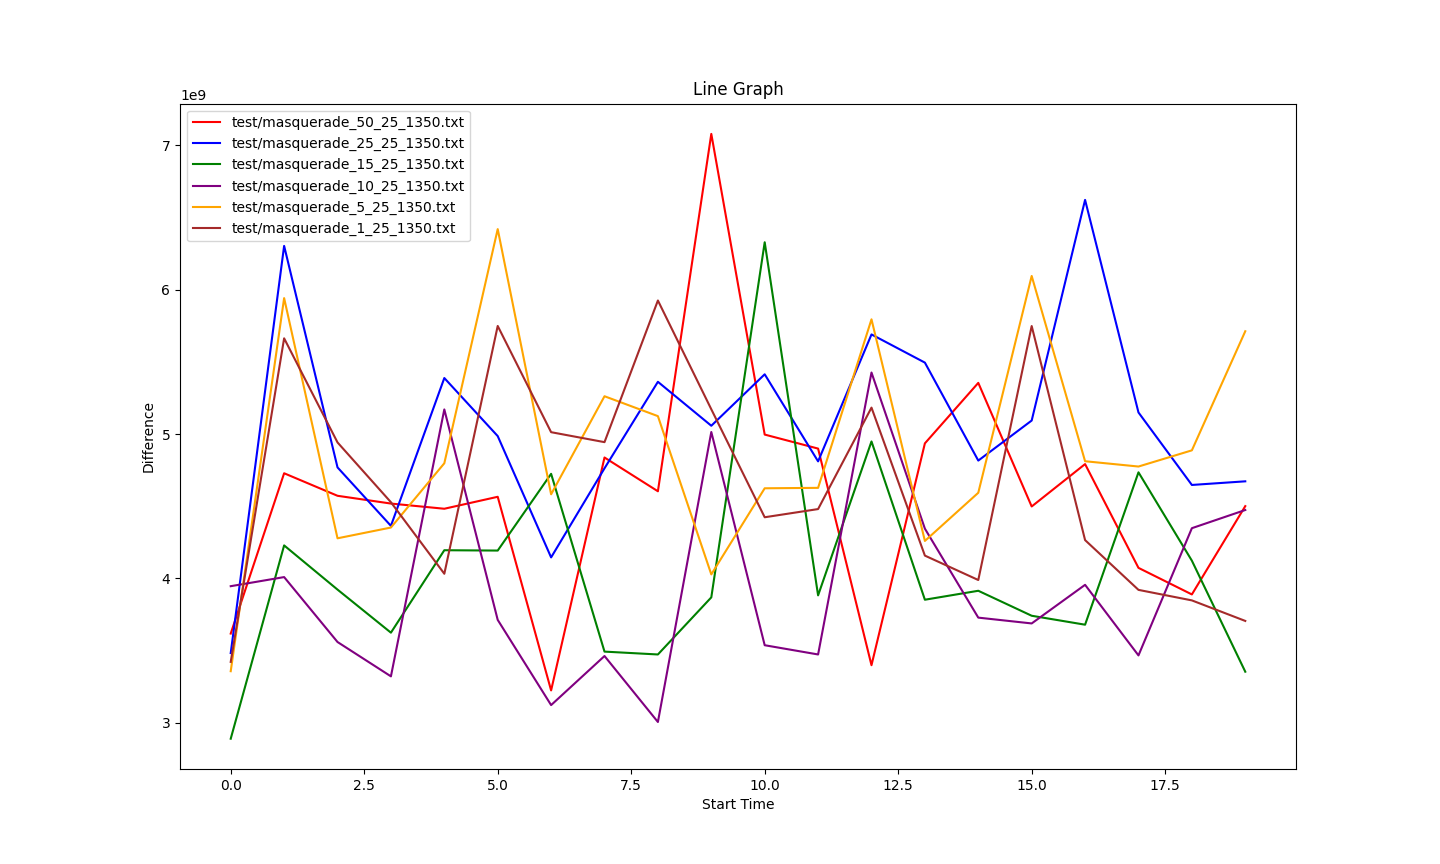 Line Graph
1e9
test/masquerade_50_25_1350.txt
test/masquerade_25_25_1350.txt
test/masquerade_15_25_1350.txt
test/masquerade_10_25_1350.txt
test/masquerade_5_25_1350.txt
test/masquerade_1_25_1350.txt
7
6
5
4
3
Difference
0.0 2.5 5.0 7.5 10.0 12.5 15.0 17.5
Start Time